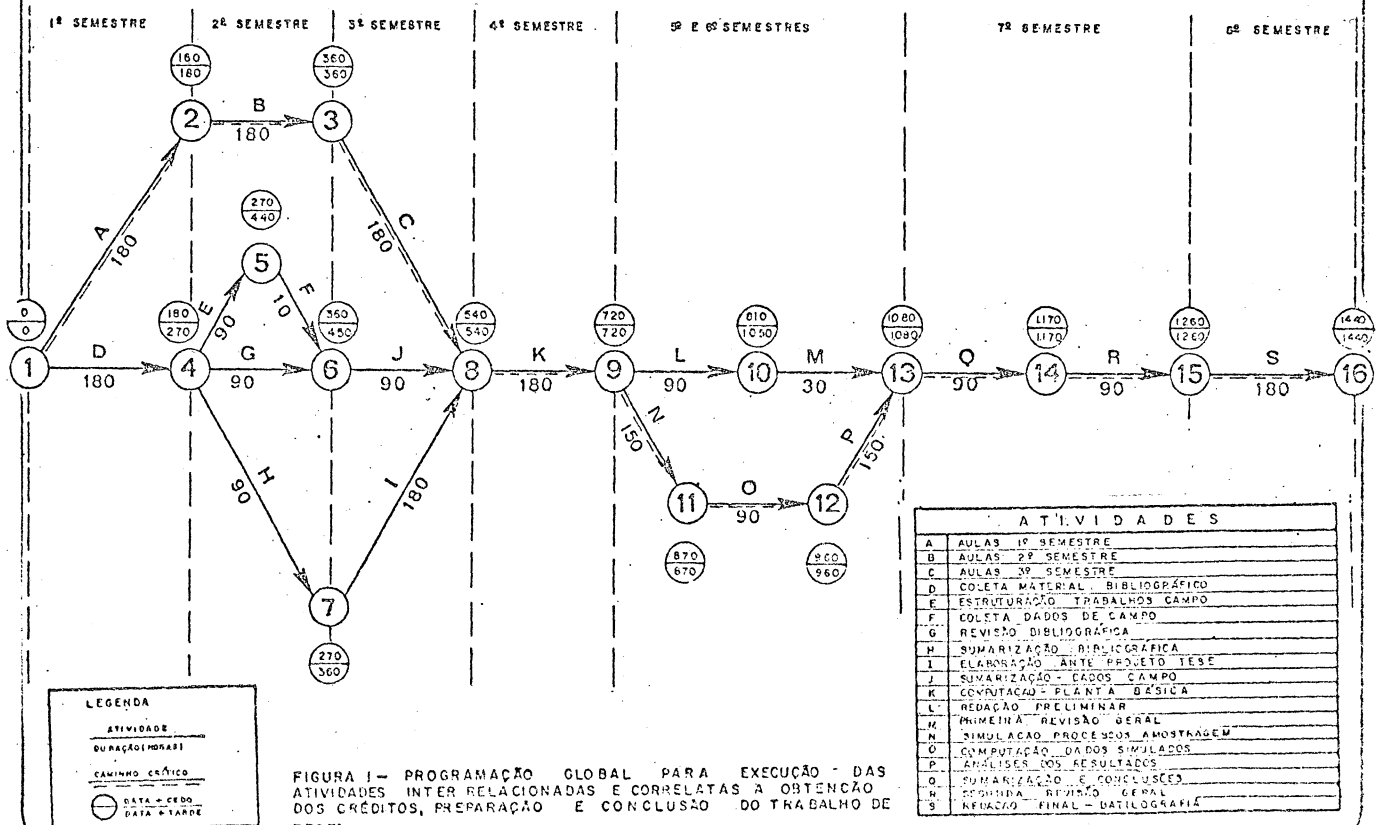 1º SEMESTRE 2º SEMESTRE 3º SEMESTRE 4º SEMESTRE 5º E 6º SEMESTRES 7º SEMESTRE 6º SEMESTRE
160
180
360
360
2 B 3
180
270
440
A
180
C
180
5
0
0
180
270
E
90
F
10
360
450
540
540
720
720
810
1050
1080
1080
1170
1170
1260
1260
1440
1440
1 D 4 G 6 J 8 K 9 L 10 M 13 Q 14 R 15 S 16
180 90 90 180 90 30 90 90 180
H
90
I
180
N
150
P
150
11 O 12
90
7
270
360
870
870
960
960
LEGENDA
ATIVIDADE
DURAÇÃO (HORAS)
CAMINHO CRÍTICO
DATA + CEDO
DATA + TARDE
FIGURA I - PROGRAMAÇÃO GLOBAL PARA EXECUÇÃO - DAS
ATIVIDADES INTER RELACIONADAS E CORRELATAS A OBTENCÃO
DOS CRÉDITOS, PREPARAÇÃO E CONCLUSÃO DO TRABALHO DE
ATIVIDADES
A AULAS 1º SEMESTRE
B AULAS 2º SEMESTRE
C AULAS 3º SEMESTRE
D COLETA MATERIAL BIBLIOGRÁFICO
E ESTRUTURAÇÃO TRABALHOS CAMPO
F COLETA DADOS DE CAMPO
G REVISÃO BIBLIOGRÁFICA
H SUMARIZAÇÃO BIBLIOGRÁFICA
I ELABORAÇÃO ANTE PROJETO TESE
J SUMARIZAÇÃO - DADOS CAMPO
K COMPUTAÇÃO - PLANTA BÁSICA
L REDAÇÃO PRELIMINAR
M PRIMEIRA REVISÃO GERAL
N SIMULAÇÃO PROCESSOS AMOSTRAGEM
O COMPUTAÇÃO DADOS SIMULADOS
P ANÁLISES DOS RESULTADOS
Q SUMARIZAÇÃO E CONCLUSÕES
R SEGUNDA REVISÃO GERAL
S REDAÇÃO FINAL - DATILOGRAFIA